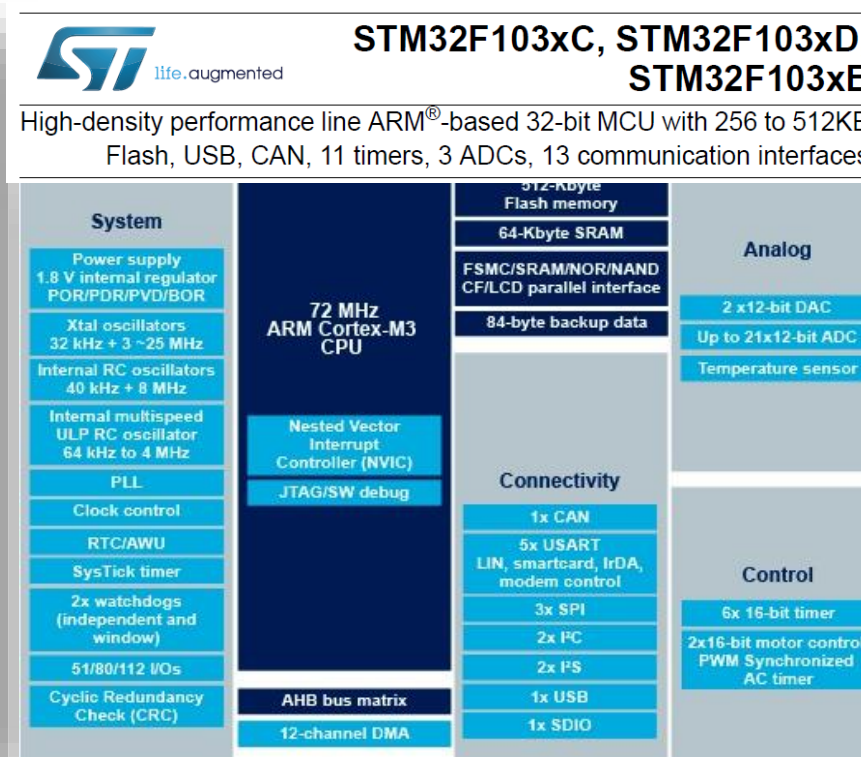 life.augmented
STM32F103xC, STM32F103xD
STM32F103xE
High-density performance line ARM®-based 32-bit MCU with 256 to 512KB
Flash, USB, CAN, 11 timers, 3 ADCs, 13 communication interfaces
System
Power supply
1.8 V internal regulator
POR/PDR/PVD/BOR
Xtal oscillators
32 kHz + 3 ~25 MHz
Internal RC oscillators
40 kHz + 8 MHz
Internal multispeed
ULP RC oscillator
64 kHz to 4 MHz
PLL
Clock control
RTC/AWU
SysTick timer
2x watchdogs
(independent and
window)
51/80/112 I/Os
Cyclic Redundancy
Check (CRC)
72 MHz
ARM Cortex-M3
CPU
Nested Vector
Interrupt
Controller (NVIC)
JTAG/SW debug
AHB bus matrix
12-channel DMA
512-Kbyte
Flash memory
64-Kbyte SRAM
FSMC/SRAM/NOR/NAND
CF/LCD parallel interface
84-byte backup data
Connectivity
1x CAN
5x USART
LIN, smartcard, IrDA,
modem control
3x SPI
2x I²C
2x I²S
1x USB
1x SDIO
Analog
2 x12-bit DAC
Up to 21x12-bit ADC
Temperature sensor
Control
6x 16-bit timer
2x16-bit motor control
PWM Synchronized
AC timer